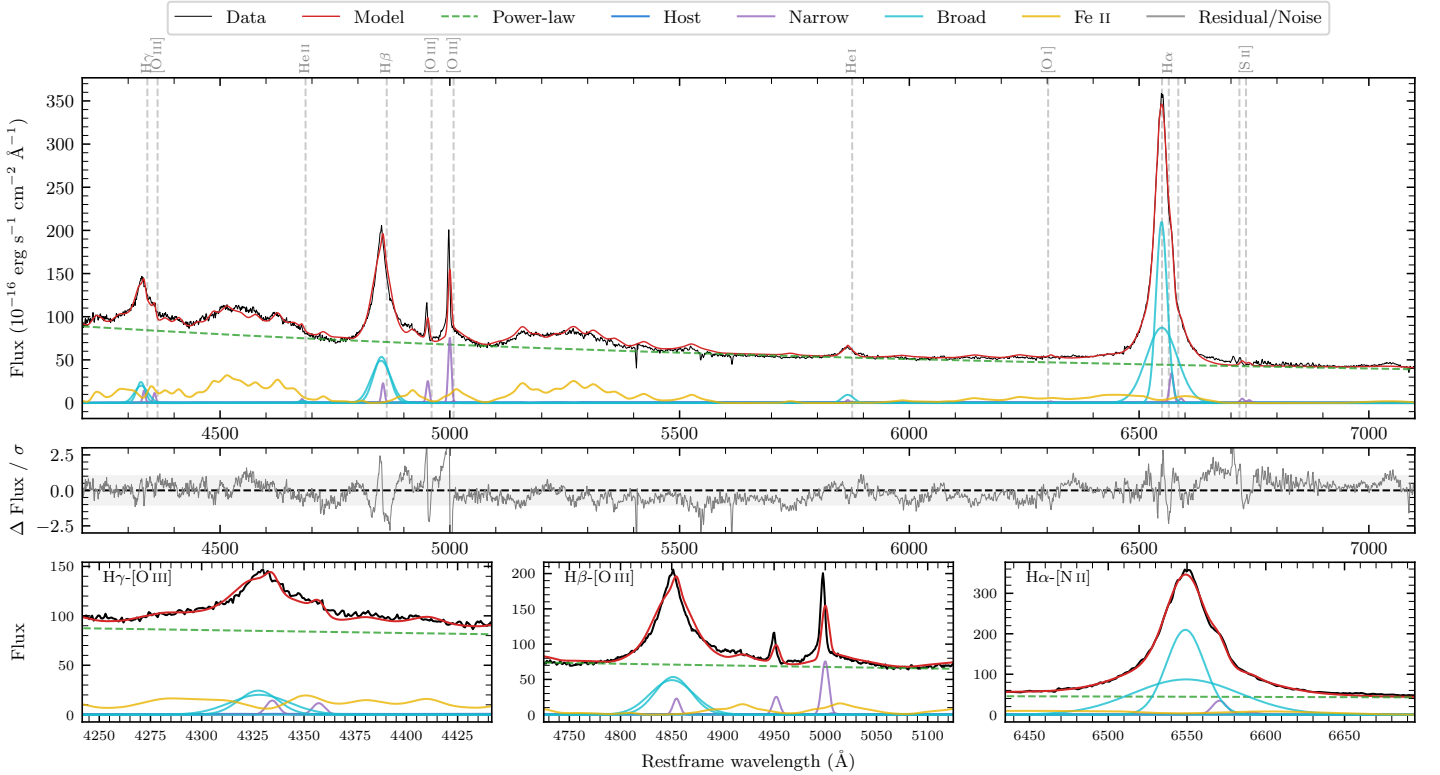 Data Model Power-law Host Narrow Broad Fe II Residual/Noise
Hγ [O III] He II Hβ [O III] [O III] He I [O I] Hα [S II]
Flux (10⁻¹⁶ erg s⁻¹ cm⁻² Å⁻¹)
350
300
250
200
150
100
50
0
4500 5000 5500 6000 6500 7000
Δ Flux / σ
2.5
0.0
−2.5
4500 5000 5500 6000 6500 7000
Flux
Hγ-[O III]
150
100
50
0
4250 4275 4300 4325 4350 4375 4400 4425
Hβ-[O III]
200
150
100
50
0
4750 4800 4850 4900 4950 5000 5050 5100
Hα-[N II]
300
200
100
0
6450 6500 6550 6600 6650
Restframe wavelength (Å)